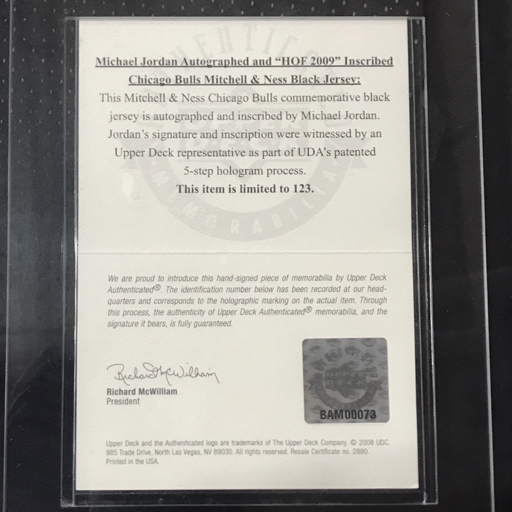 Michael Jordan Autographed and “HOF 2009” Inscribed
Chicago Bulls Mitchell & Ness Black Jersey:
This Mitchell & Ness Chicago Bulls commemorative black
jersey is autographed and inscribed by Michael Jordan.
Jordan’s signature and inscription were witnessed by an
Upper Deck representative as part of UDA’s patented
5-step hologram process.
This item is limited to 123.
We are proud to introduce this hand-signed piece of memorabilia by Upper Deck
Authenticated®. The identification number below has been recorded at our head-
quarters and corresponds to the holographic marking on the actual item. Through
this process, the authenticity of Upper Deck Authenticated® memorabilia, and the
signature it bears, is fully guaranteed.
Richard McWilliam
Richard McWilliam
President
BAM00073
Upper Deck and the Authenticated logo are trademarks of The Upper Deck Company. © 2008 UDC,
985 Trade Drive, North Las Vegas, NV 89030. All rights reserved. Resale Certificate no. 2880.
Printed in the USA.